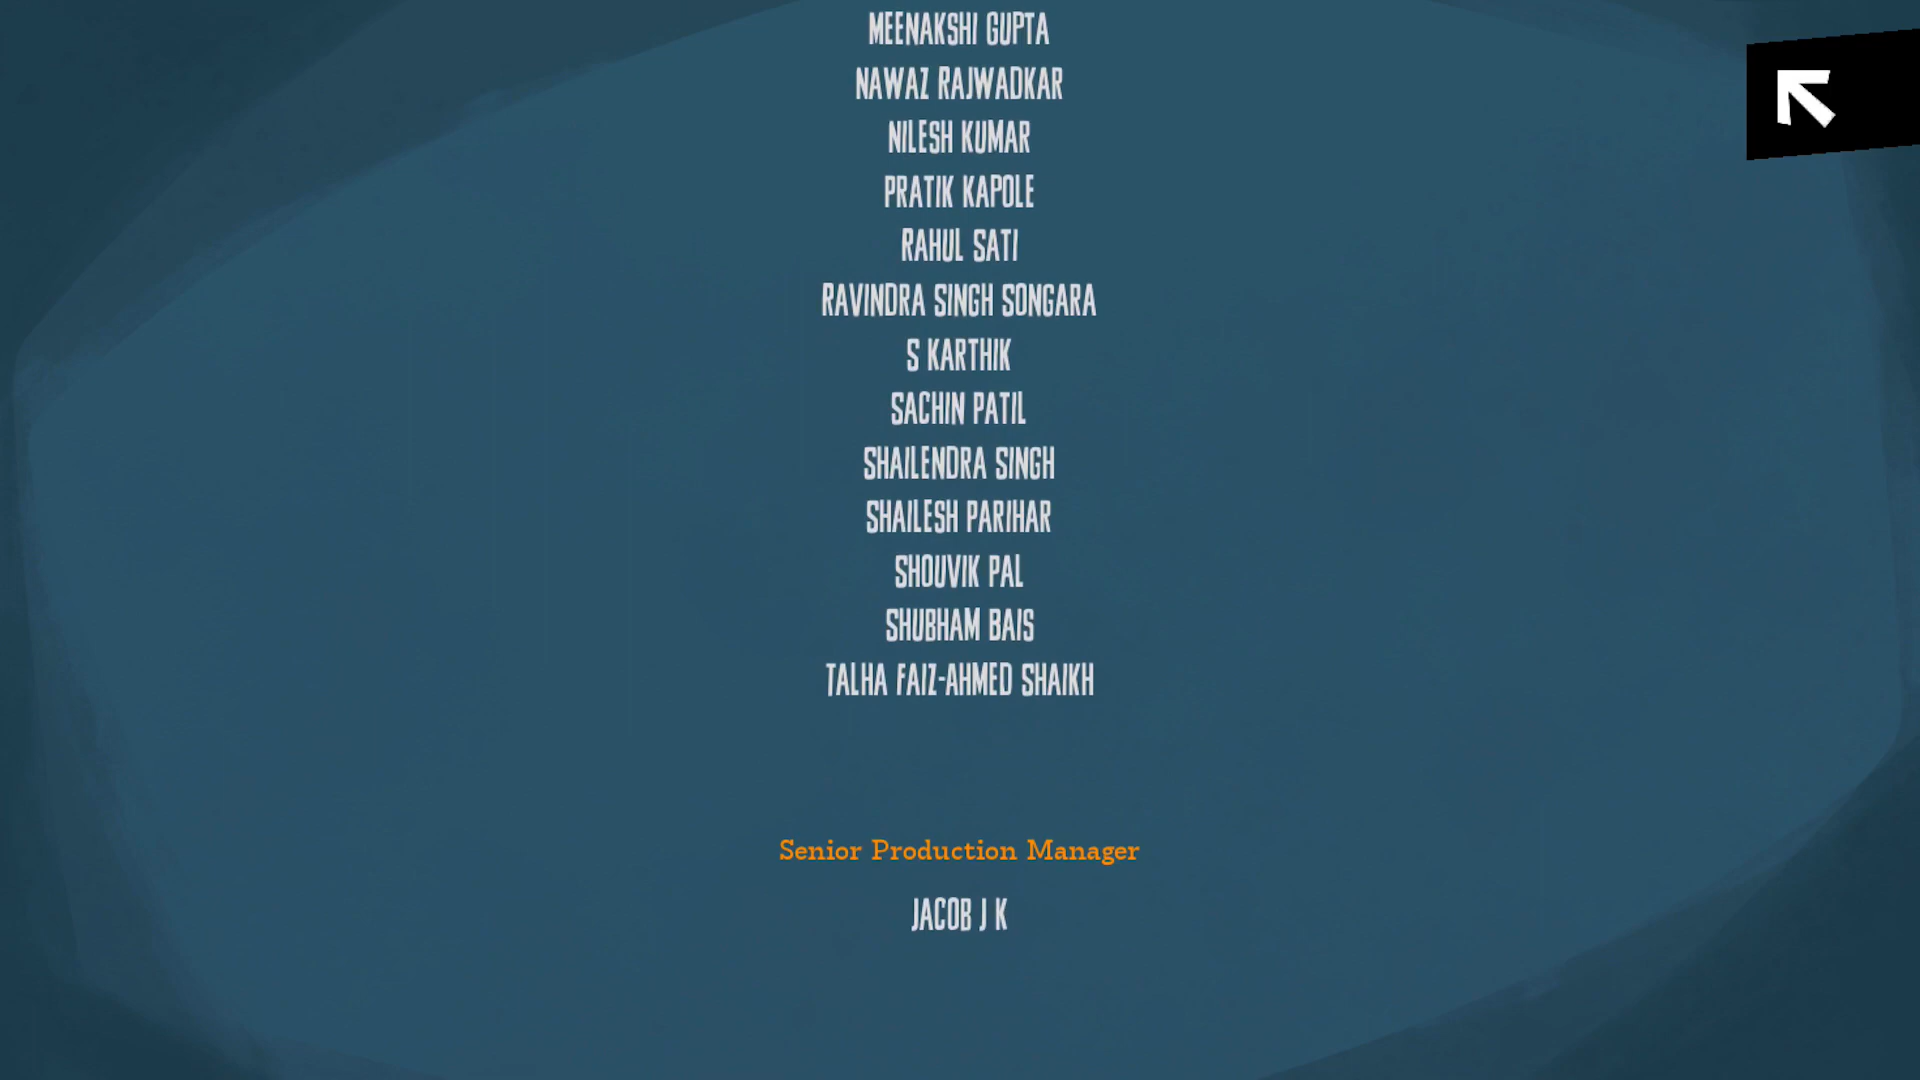 MEENAKSHI GUPTA
NAWAZ RAJWADKAR
NILESH KUMAR
PRATIK KAPOLE
RAHUL SATI
RAVINDRA SINGH SONGARA
S KARTHIK
SACHIN PATIL
SHAILENDRA SINGH
SHAILESH PARIHAR
SHOUVIK PAL
SHUBHAM BAIS
TALHA FAIZ-AHMED SHAIKH
Senior Production Manager
JACOB J K